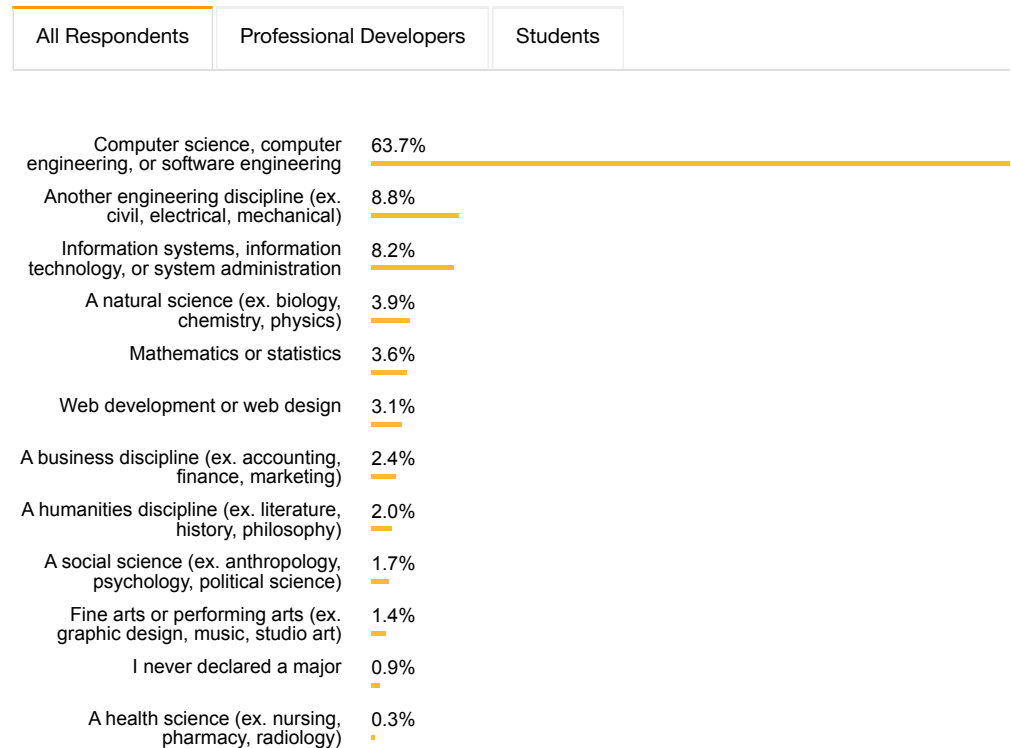 All Respondents Professional Developers Students
Computer science, computer 63.7%
engineering, or software engineering
Another engineering discipline (ex. 8.8%
civil, electrical, mechanical)
Information systems, information 8.2%
technology, or system administration
A natural science (ex. biology, 3.9%
chemistry, physics)
Mathematics or statistics 3.6%
Web development or web design 3.1%
A business discipline (ex. accounting, 2.4%
finance, marketing)
A humanities discipline (ex. literature, 2.0%
history, philosophy)
A social science (ex. anthropology, 1.7%
psychology, political science)
Fine arts or performing arts (ex. 1.4%
graphic design, music, studio art)
I never declared a major 0.9%
A health science (ex. nursing, 0.3%
pharmacy, radiology)